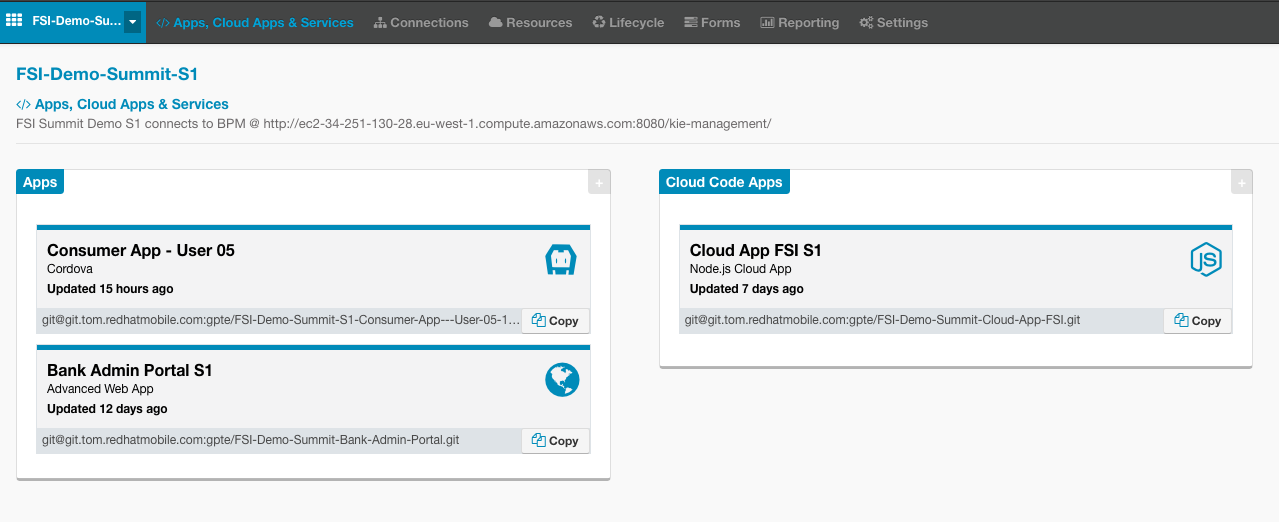 FSI-Demo-Su...
Apps, Cloud Apps & Services
Connections
Resources
Lifecycle
Forms
Reporting
Settings
FSI-Demo-Summit-S1
</> Apps, Cloud Apps & Services
FSI Summit Demo S1 connects to BPM @ http://ec2-34-251-130-28.eu-west-1.compute.amazonaws.com:8080/kie-management/
Apps
+
Consumer App - User 05
Cordova
Updated 15 hours ago
git@git.tom.redhatmobile.com:gpte/FSI-Demo-Summit-S1-Consumer-App---User-05-1...
Copy
Bank Admin Portal S1
Advanced Web App
Updated 12 days ago
git@git.tom.redhatmobile.com:gpte/FSI-Demo-Summit-Bank-Admin-Portal.git
Copy
Cloud Code Apps
+
Cloud App FSI S1
JS
Node.js Cloud App
Updated 7 days ago
git@git.tom.redhatmobile.com:gpte/FSI-Demo-Summit-Cloud-App-FSI.git
Copy